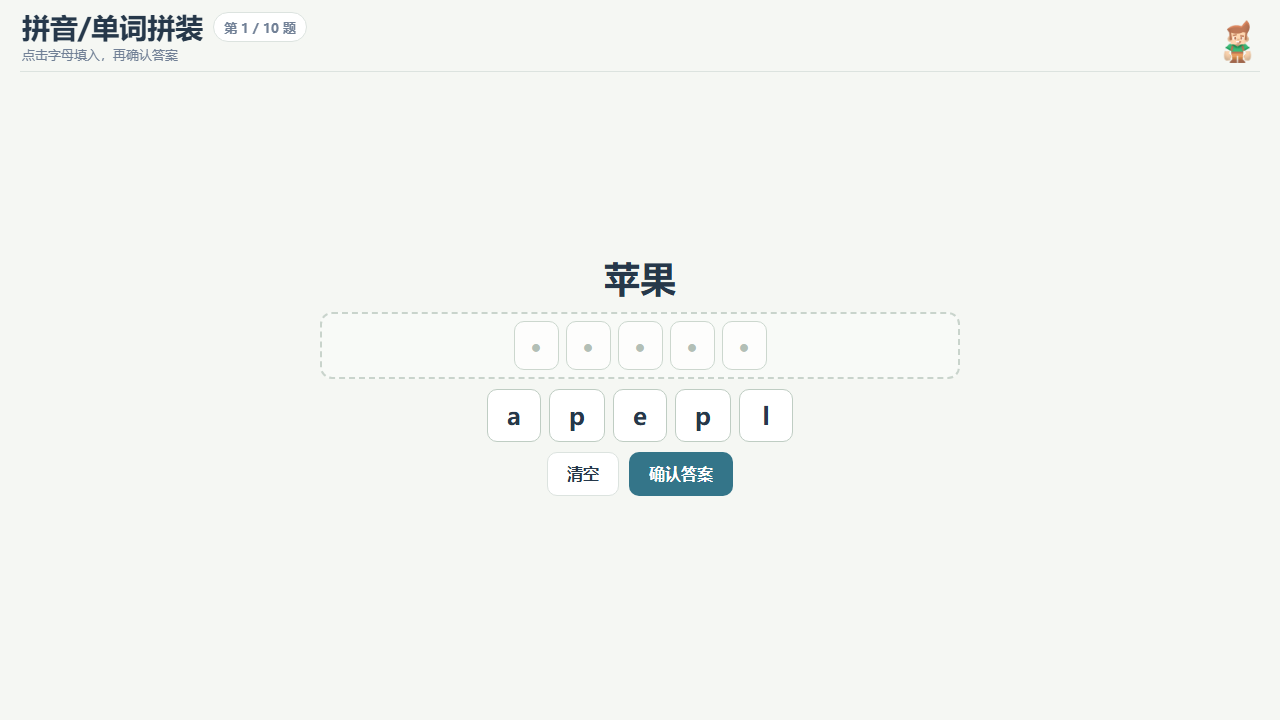 拼音/单词拼装
第 1 / 10 题
点击字母填入，再确认答案
苹果
a p e p l
清空
确认答案